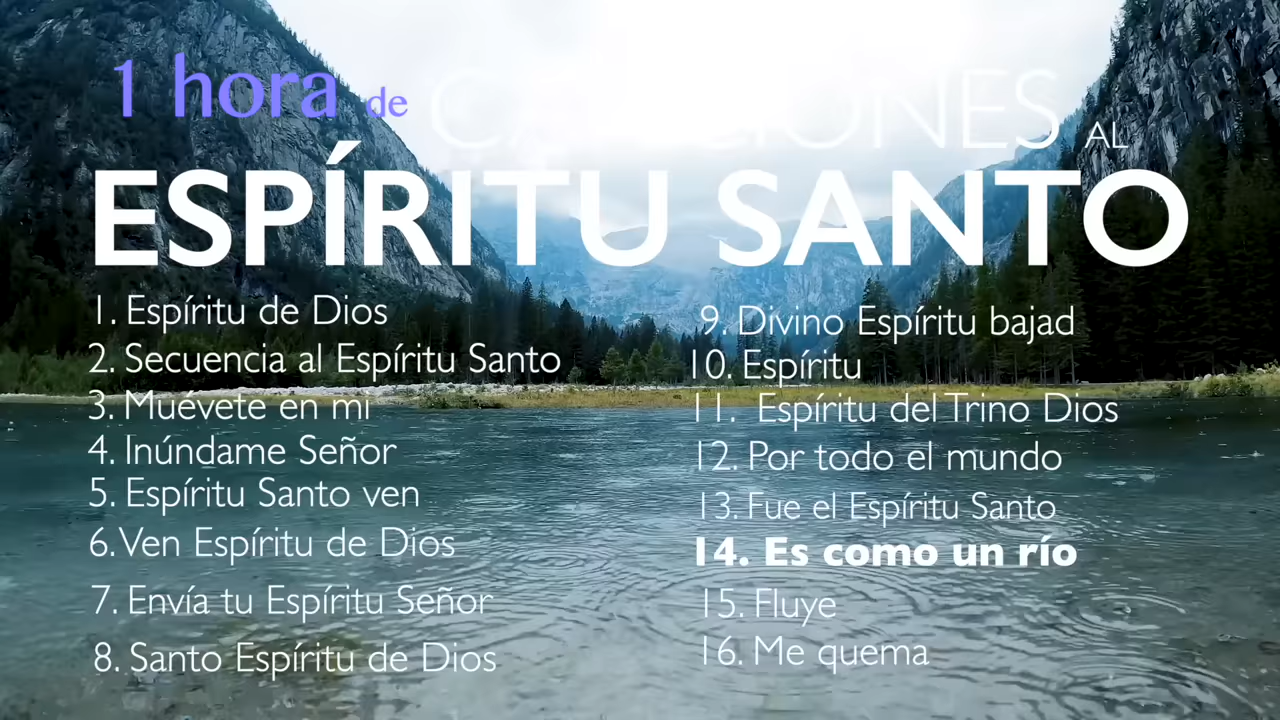 1 hora de CANCIONES AL
ESPÍRITU SANTO
1. Espíritu de Dios
2. Secuencia al Espíritu Santo
3. Muévete en mi
4. Inúndame Señor
5. Espíritu Santo ven
6. Ven Espíritu de Dios
7. Envía tu Espíritu Señor
8. Santo Espíritu de Dios
9. Divino Espíritu bajad
10. Espíritu
11. Espíritu del Trino Dios
12. Por todo el mundo
13. Fue el Espíritu Santo
14. Es como un río
15. Fluye
16. Me quema